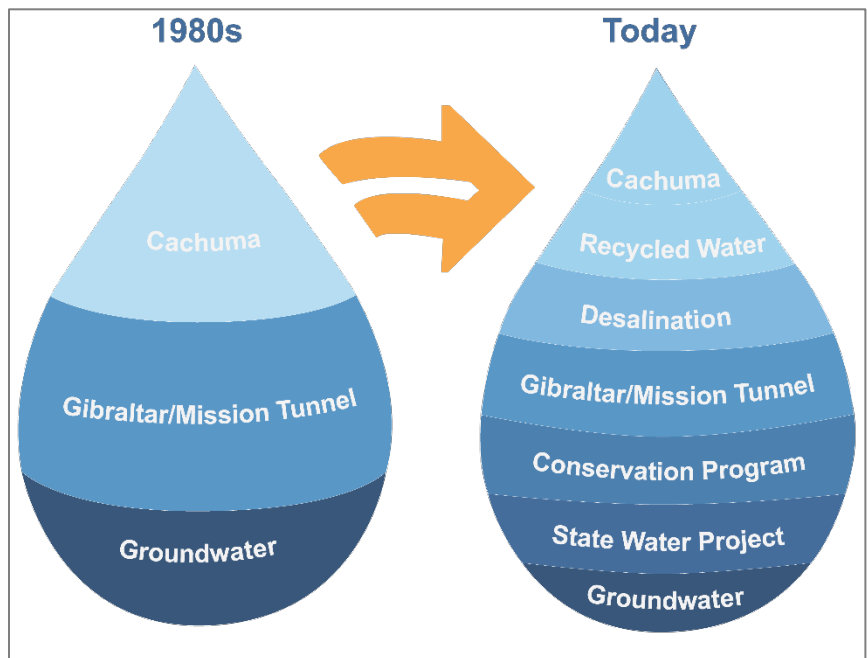 1980s
Cachuma
Gibraltar/Mission Tunnel
Groundwater
Today
Cachuma
Recycled Water
Desalination
Gibraltar/Mission Tunnel
Conservation Program
State Water Project
Groundwater